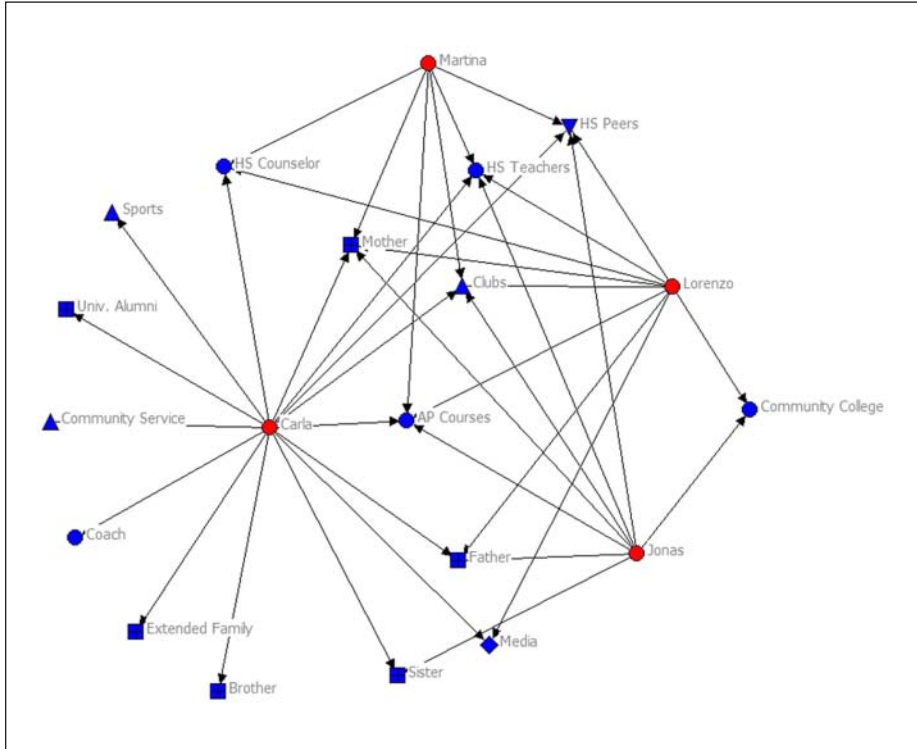 Martina
HS Peers
HS Counselor
HS Teachers
Sports
Mother
Clubs
Lorenzo
Univ. Alumni
Community College
Community Service
Carla
AP Courses
Coach
Father
Jonas
Extended Family
Media
Sister
Brother